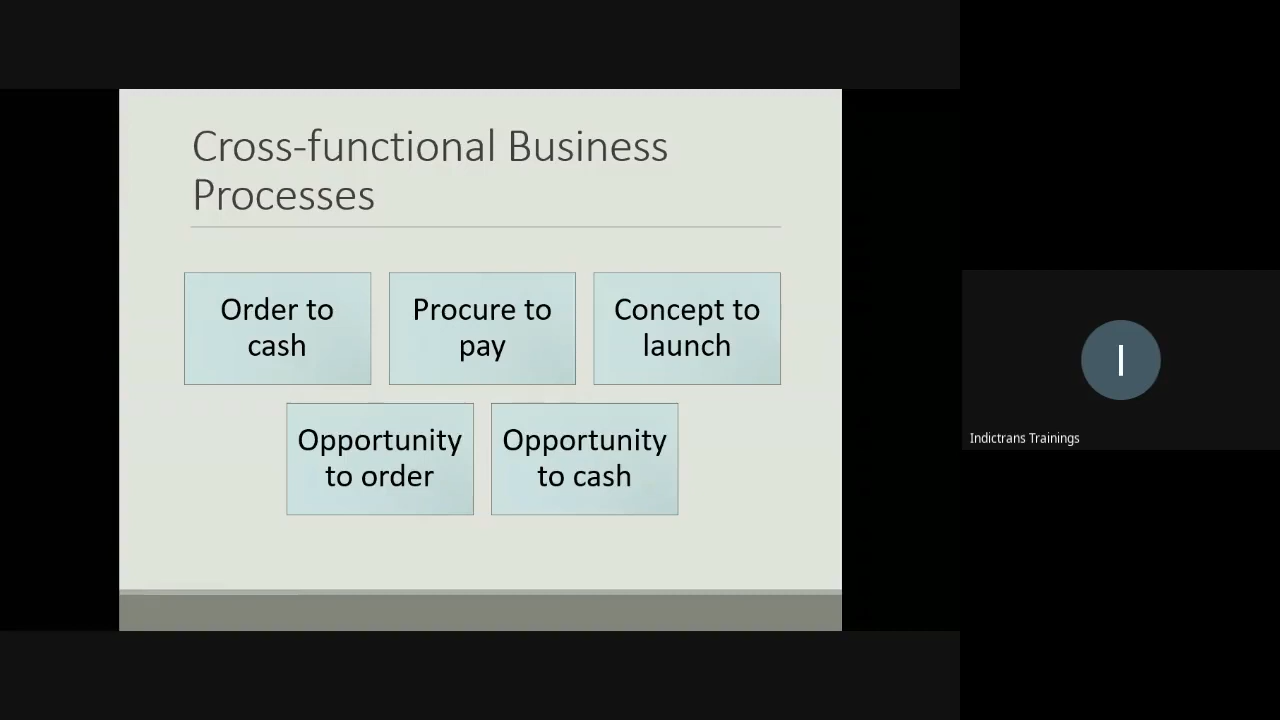 Cross-functional Business
Processes
Order to
cash
Procure to
pay
Concept to
launch
Opportunity
to order
Opportunity
to cash
I
Indictrans Trainings